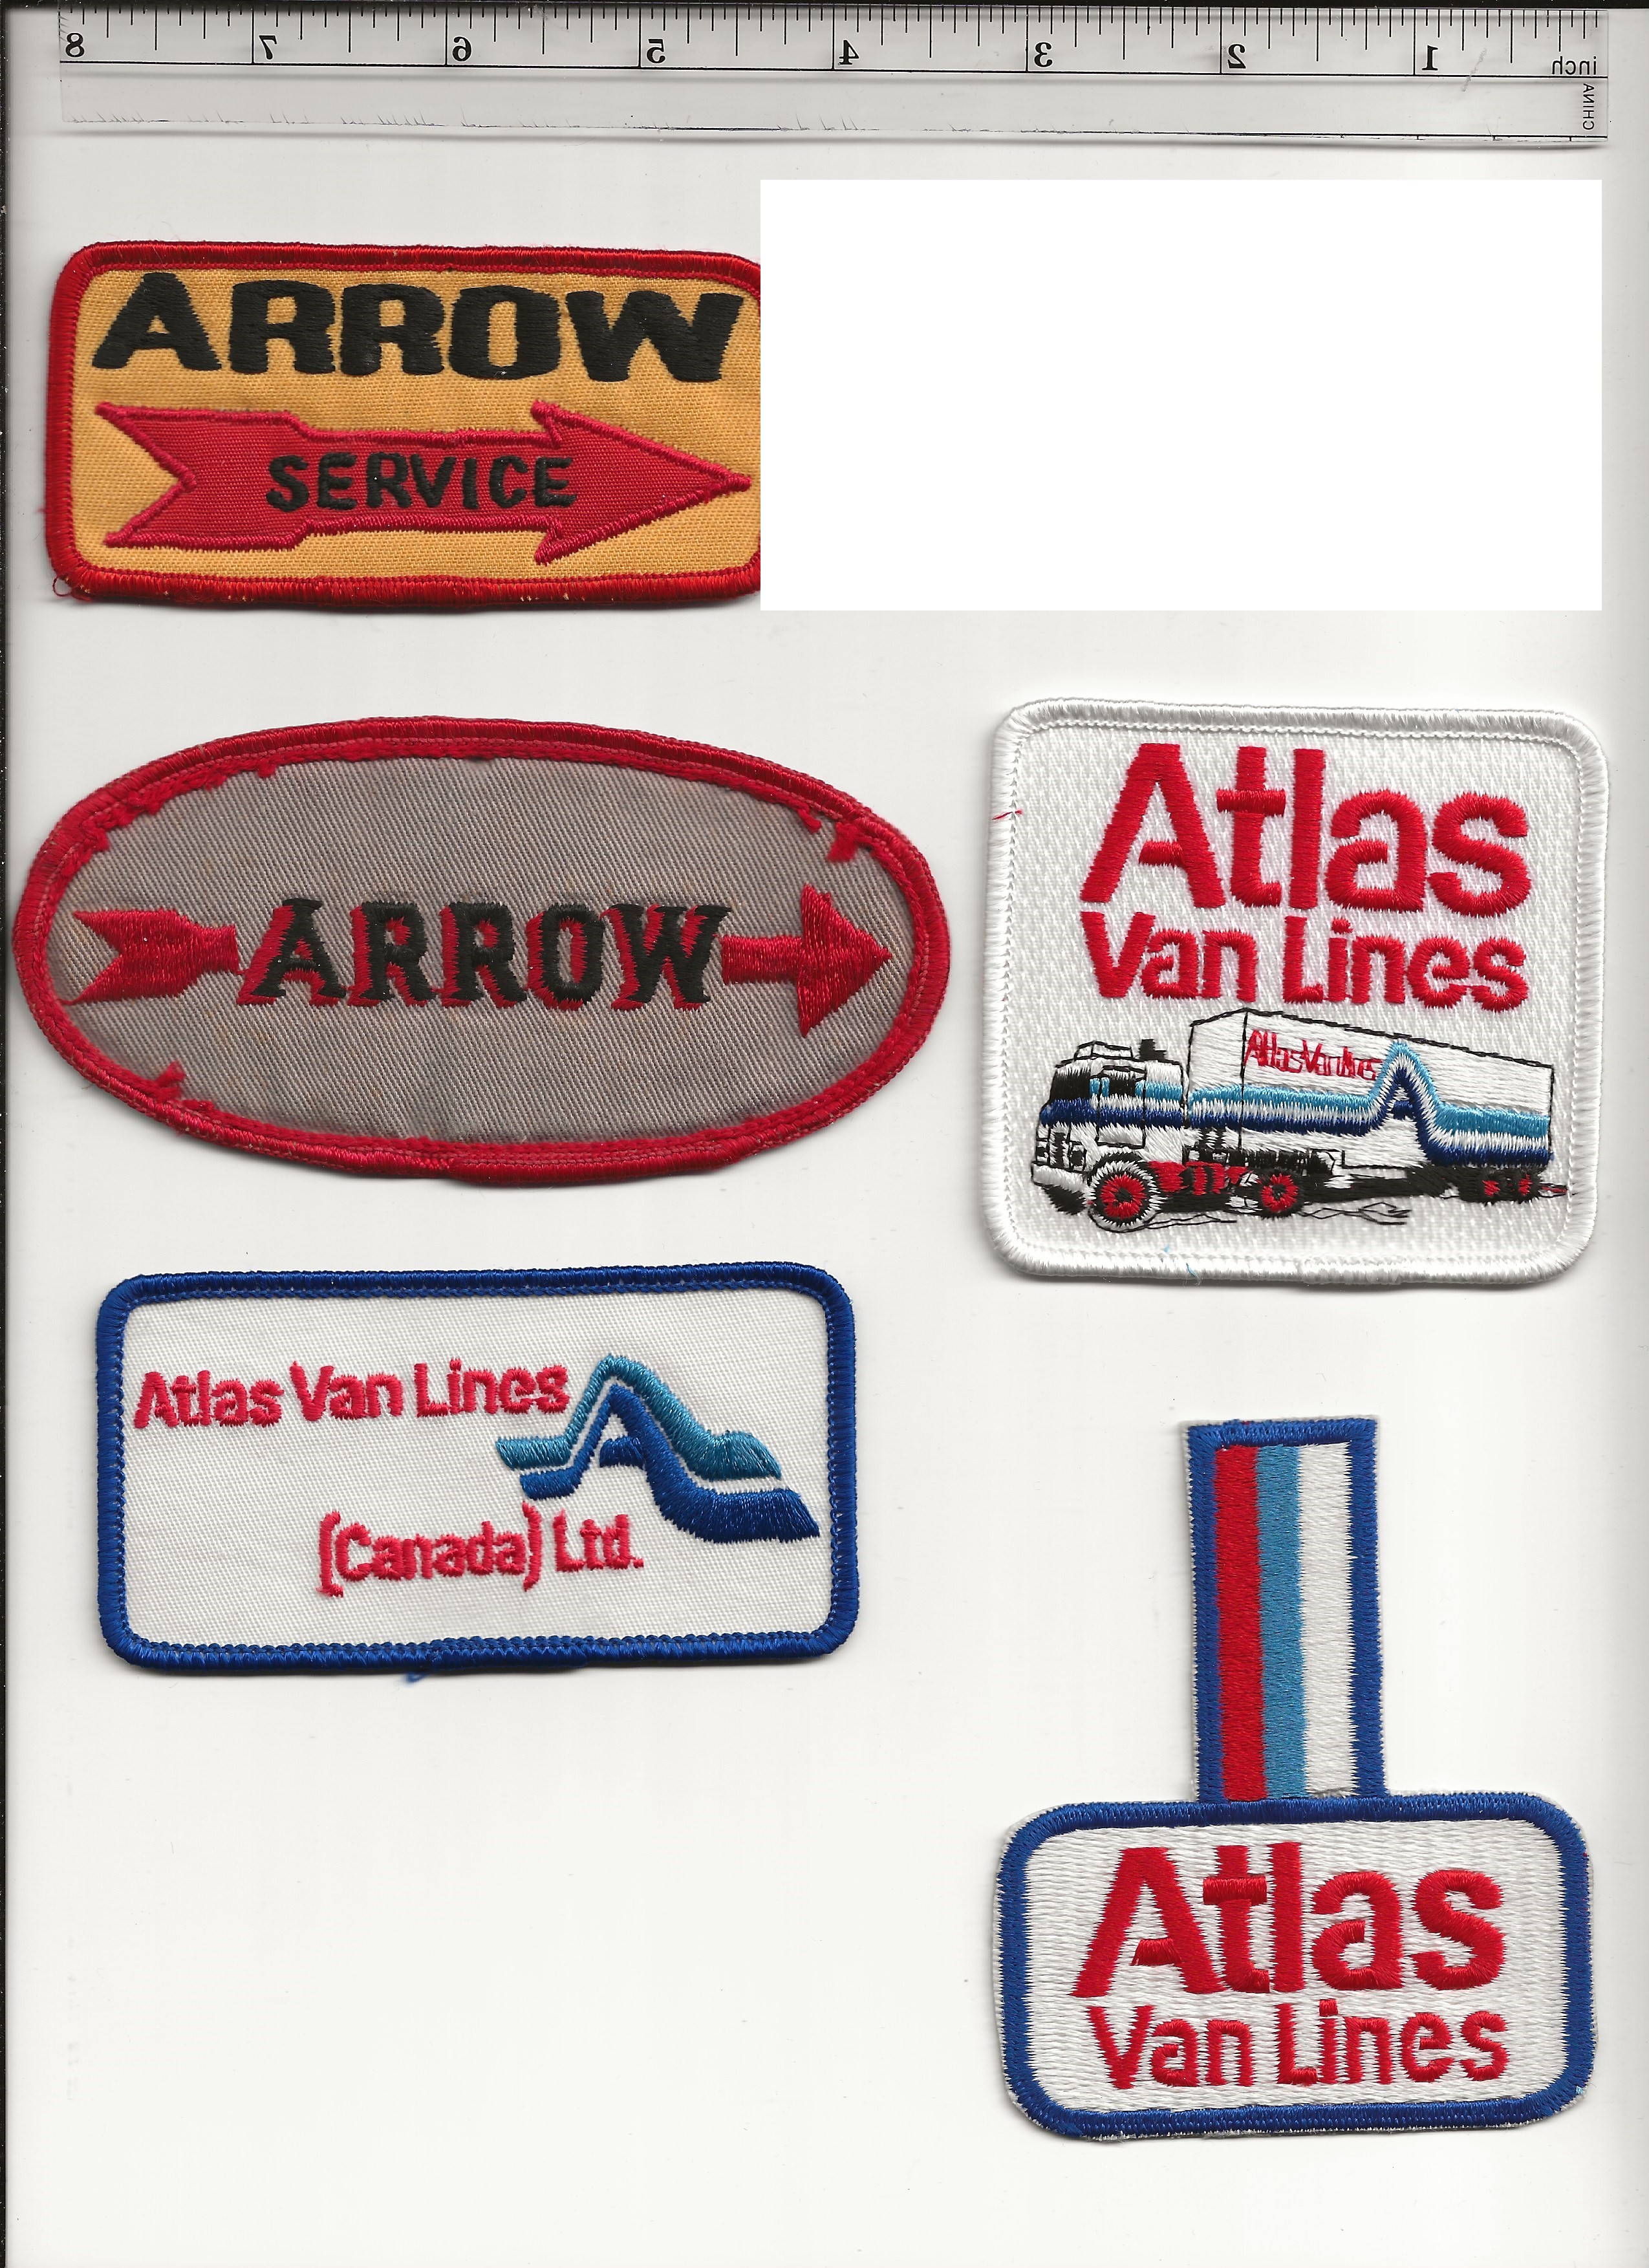 8 7 6 5 4 3 2 1 inch
CHINA
ARROW
SERVICE
ARROW
Atlas
Van Lines
Atlas Van Lines
Atlas Van Lines
(Canada) Ltd.
Atlas
Van Lines